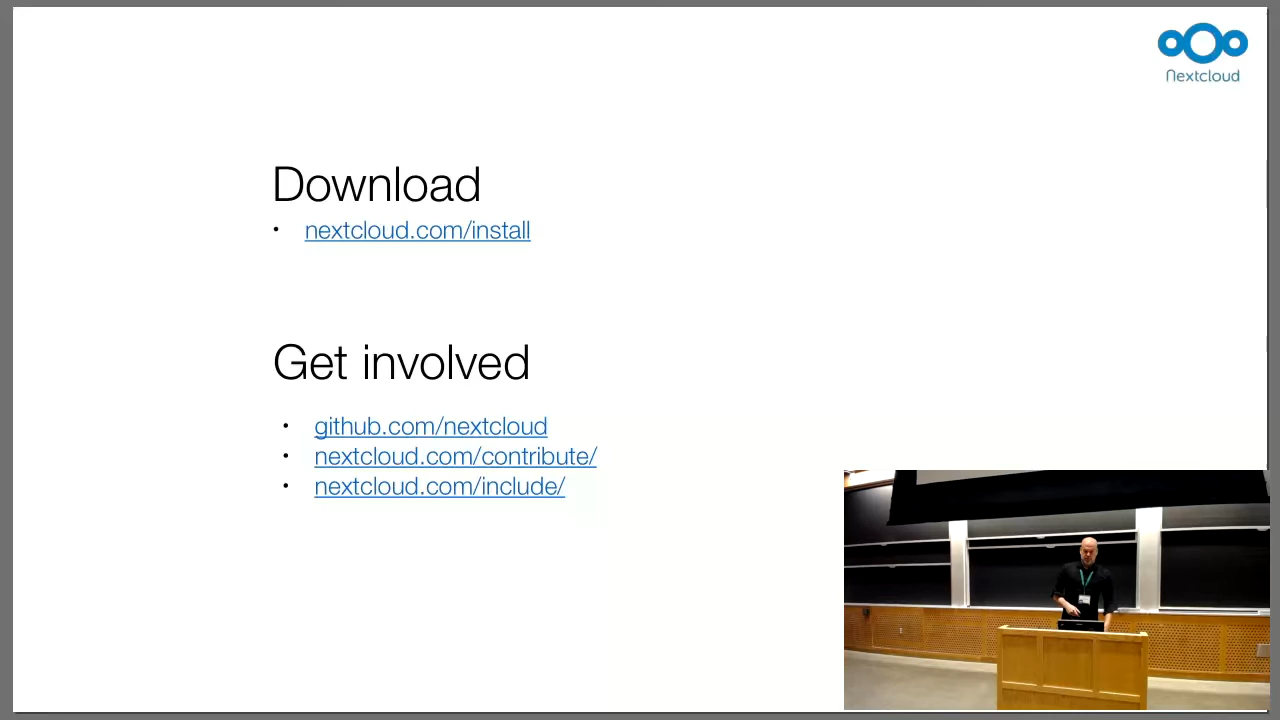 Nextcloud
Download
• nextcloud.com/install
Get involved
• github.com/nextcloud
• nextcloud.com/contribute/
• nextcloud.com/include/